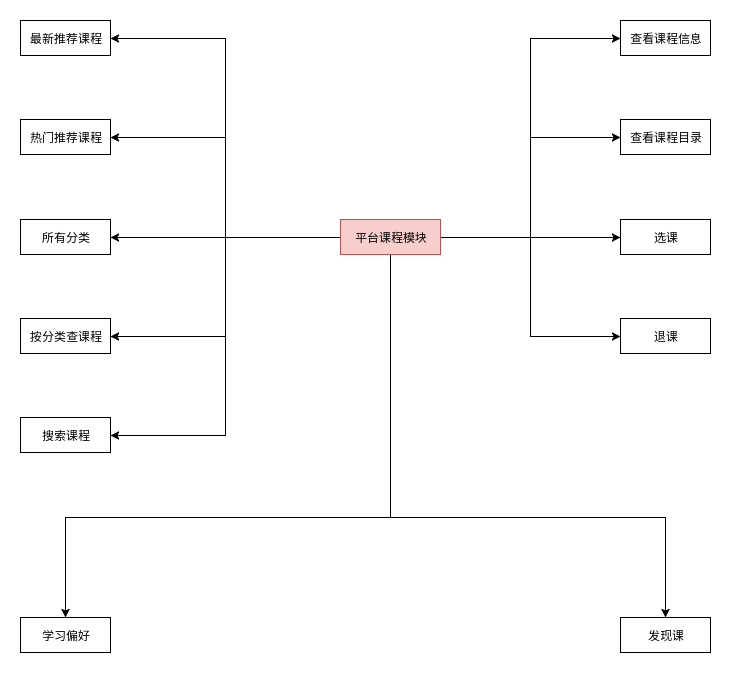 最新推荐课程
查看课程信息
热门推荐课程
查看课程目录
所有分类
平台课程模块
选课
按分类查课程
退课
搜索课程
学习偏好
发现课